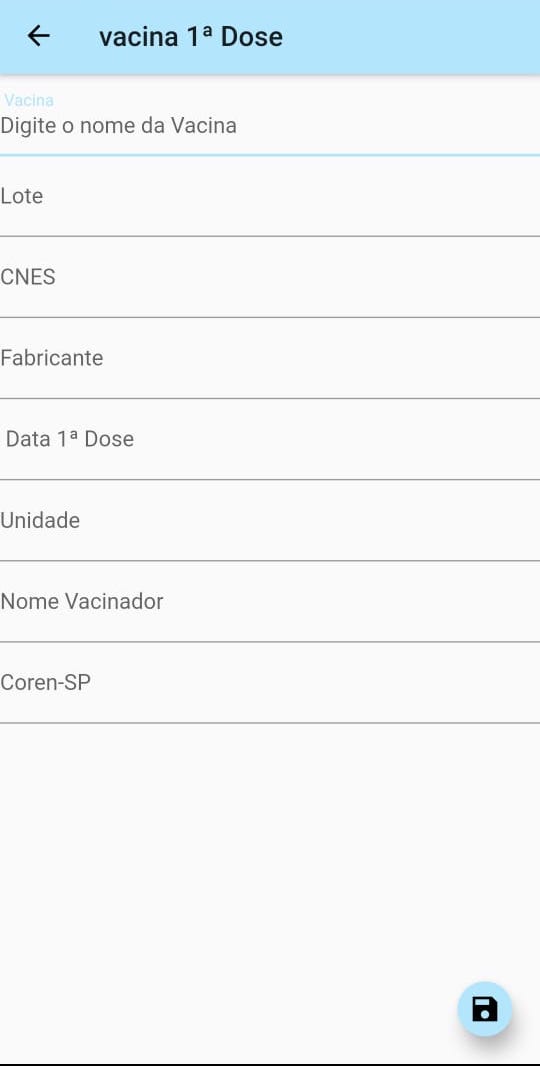 vacina 1ª Dose
Vacina
Digite o nome da Vacina
Lote
CNES
Fabricante
Data 1ª Dose
Unidade
Nome Vacinador
Coren-SP